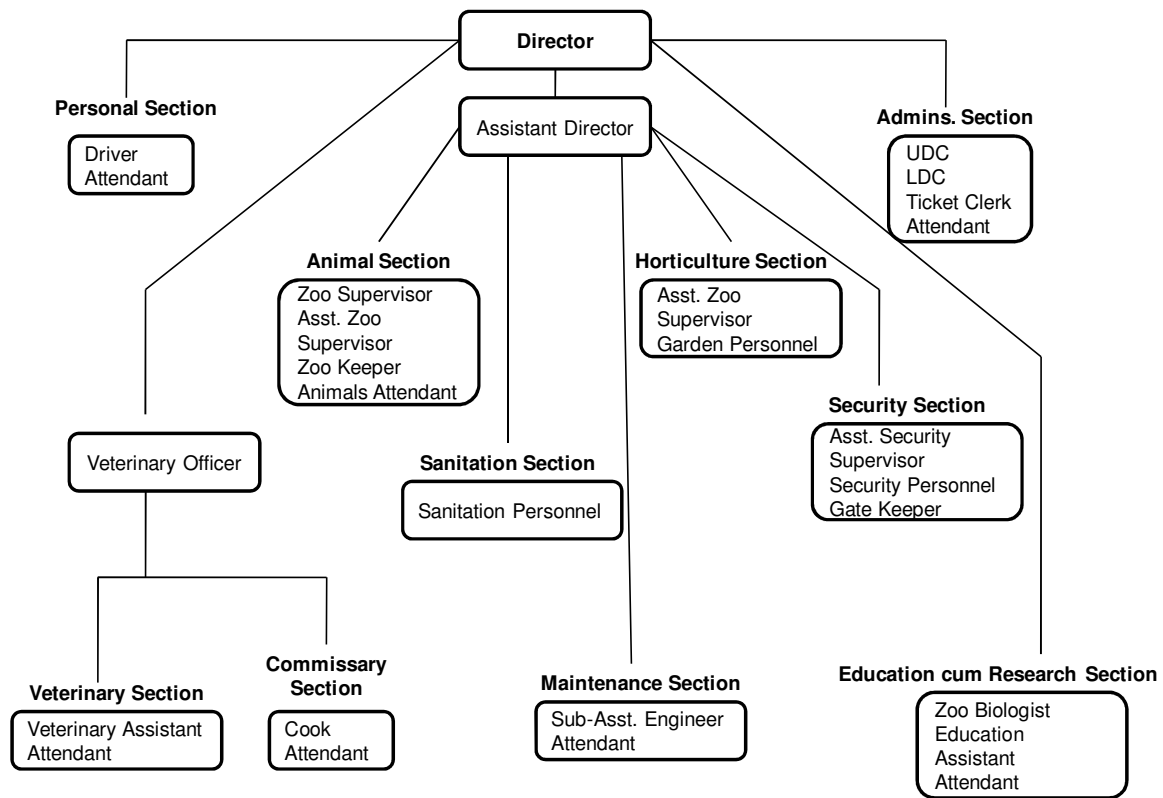 Director
Personal Section
Driver
Attendant
Assistant Director
Admins. Section
UDC
LDC
Ticket Clerk
Attendant
Animal Section
Zoo Supervisor
Asst. Zoo
Supervisor
Zoo Keeper
Animals Attendant
Horticulture Section
Asst. Zoo
Supervisor
Garden Personnel
Security Section
Asst. Security
Supervisor
Security Personnel
Gate Keeper
Veterinary Officer
Sanitation Section
Sanitation Personnel
Veterinary Section
Veterinary Assistant
Attendant
Commissary
Section
Cook
Attendant
Maintenance Section
Sub-Asst. Engineer
Attendant
Education cum Research Section
Zoo Biologist
Education
Assistant
Attendant